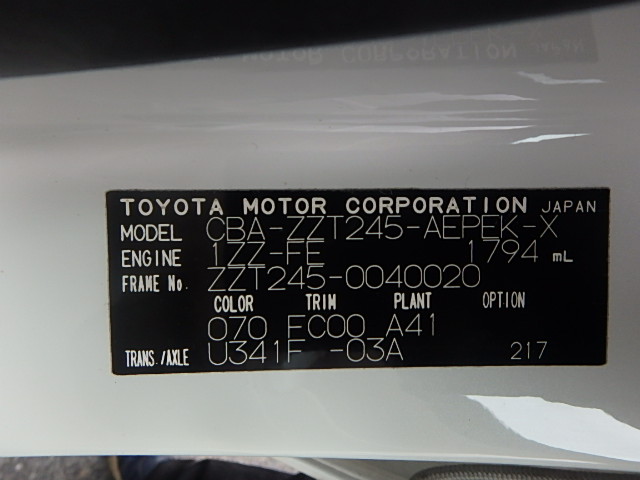 TOYOTA MOTOR CORPORATION JAPAN
MODEL CBA-ZZT245-AEPEK-X
ENGINE 1ZZ-FE 1794 mL
FRAME No. ZZT245-0040020
COLOR TRIM PLANT OPTION
070 FC00 A41
TRANS./AXLE U341F -03A 217